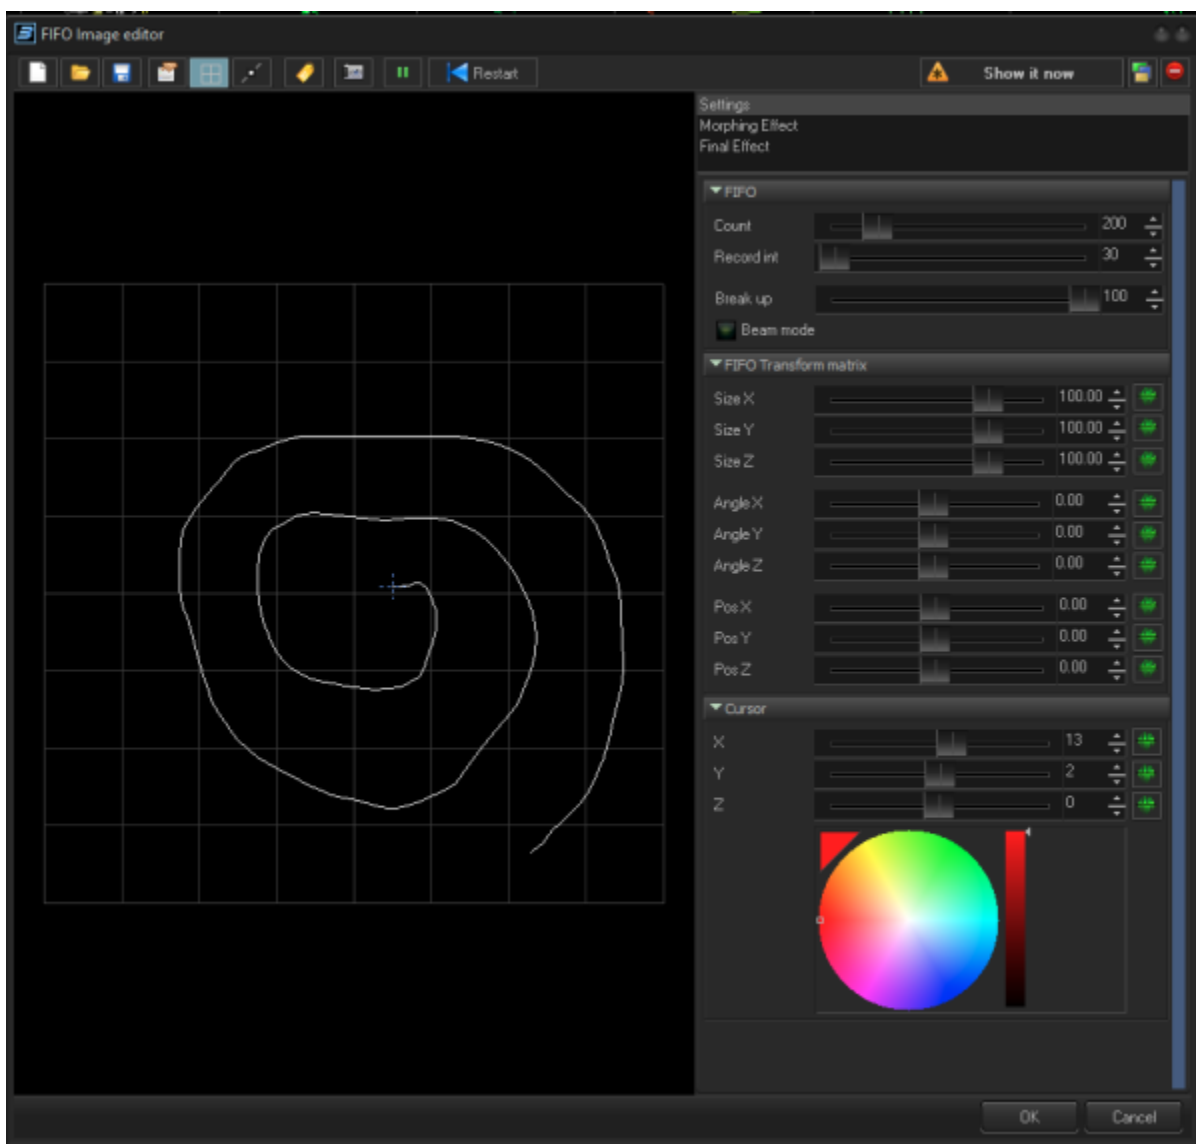 FIFO Image editor
Restart
Show it now
Settings
Morphing Effect
Final Effect
FIFO
Count 200
Record int 30
Break up 100
Beam mode
FIFO Transform matrix
Size X 100.00
Size Y 100.00
Size Z 100.00
Angle X 0.00
Angle Y 0.00
Angle Z 0.00
Pos X 0.00
Pos Y 0.00
Pos Z 0.00
Cursor
X 13
Y 2
Z 0
OK Cancel